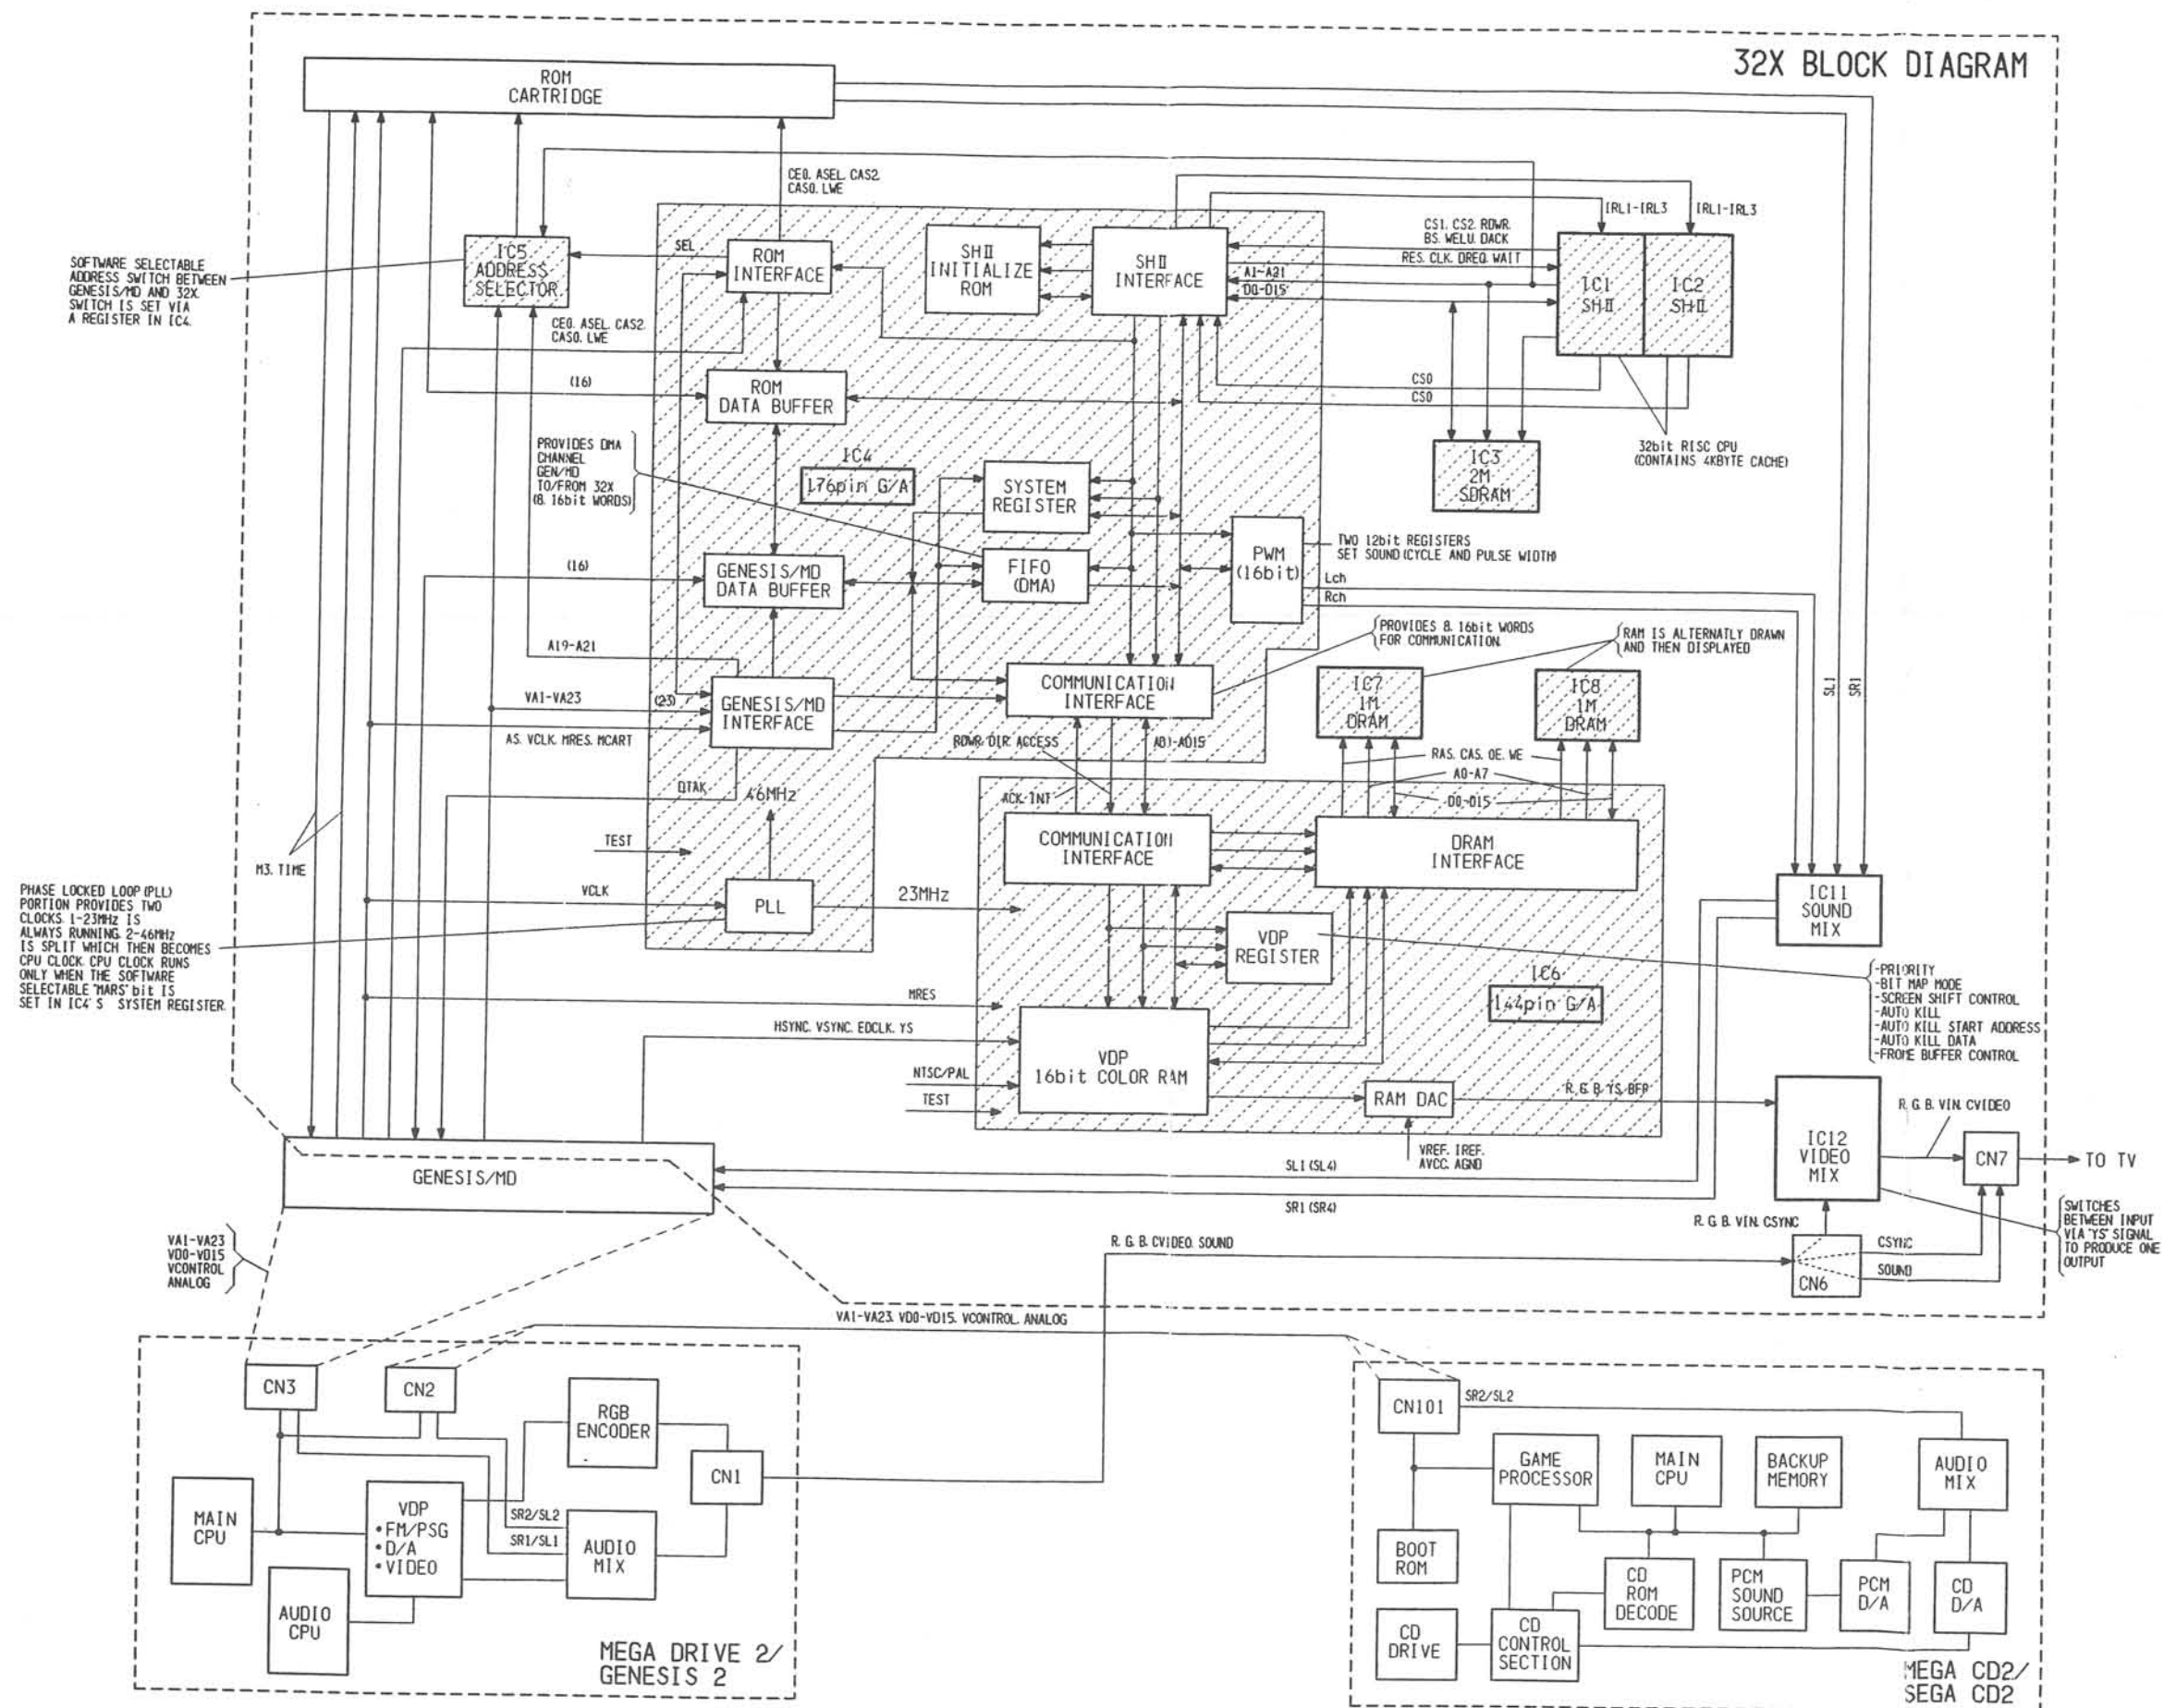 32X BLOCK DIAGRAM
ROM
CARTRIDGE
CE0. ASEL. CAS2.
CAS0. LWE
IRL1-IRL3
IRL1-IRL3
SOFTWARE SELECTABLE
ADDRESS SWITCH BETWEEN
GENESIS/MD AND 32X.
SWITCH IS SET VIA
A REGISTER IN IC4.
IC5
ADDRESS
SELECTOR
SEL
ROM
INTERFACE
SHⅡ
INITIALIZE
ROM
SHⅡ
INTERFACE
CS1. CS2. RDWR.
BS. WELU. DACK
RES. CLK. DREQ. WAIT
A1-A21
D0-D15
IC1
SHⅡ
IC2
SHⅡ
CE0. ASEL. CAS2.
CAS0. LWE
(16)
ROM
DATA BUFFER
CS0
CS0
32bit RISC CPU
(CONTAINS 4KBYTE CACHE)
PROVIDES DMA
CHANNEL
GEN/MD
TO/FROM 32X
(8. 16bit WORDS)
IC4
176pin G/A
SYSTEM
REGISTER
IC3
2M
SDRAM
(16)
GENESIS/MD
DATA BUFFER
FIFO
(DMA)
PWM
(16bit)
TWO 12bit REGISTERS
SET SOUND (CYCLE AND PULSE WIDTH)
Lch
Rch
PROVIDES 8. 16bit WORDS
FOR COMMUNICATION.
RAM IS ALTERNATLY DRAWN
AND THEN DISPLAYED
A19-A21
VA1-VA23
(23)
GENESIS/MD
INTERFACE
AS. VCLK. MRES. MCART
COMMUNICATION
INTERFACE
IC7
1M
DRAM
IC8
1M
DRAM
SL1
SR1
RDWR. DIR. ACCESS
AD1-AD15
RAS. CAS. OE. WE
A0-A7
D0-D15
DTAK
46MHz
ACK. INT
TEST
COMMUNICATION
INTERFACE
DRAM
INTERFACE
M3. TIME
PHASE LOCKED LOOP (PLL)
PORTION PROVIDES TWO
CLOCKS. 1-23MHz IS
ALWAYS RUNNING. 2-46MHz
IS SPLIT WHICH THEN BECOMES
CPU CLOCK. CPU CLOCK RUNS
ONLY WHEN THE SOFTWARE
SELECTABLE "MARS" bit IS
SET IN IC4'S SYSTEM REGISTER.
VCLK
PLL
23MHz
IC11
SOUND
MIX
VDP
REGISTER
IC6
144pin G/A
-PRIORITY
-BIT MAP MODE
-SCREEN SHIFT CONTROL
-AUTO KILL
-AUTO KILL START ADDRESS
-AUTO KILL DATA
-FROME BUFFER CONTROL
MRES
HSYNC. VSYNC. EDCLK. YS
NTSC/PAL
TEST
VDP
16bit COLOR RAM
RAM DAC
R. G. B. YS. BFP
VREF. IREF.
AVCC. AGND
R. G. B. VIN. CVIDEO
IC12
VIDEO
MIX
CN7
TO TV
GENESIS/MD
SL1 (SL4)
SR1 (SR4)
R. G. B. VIN. CSYNC
SWITCHES
BETWEEN INPUT
VIA "YS" SIGNAL
TO PRODUCE ONE
OUTPUT
VA1-VA23
VD0-VD15
VCONTROL
ANALOG
R. G. B. CVIDEO. SOUND
CSYNC
SOUND
CN6
VA1-VA23. VD0-VD15. VCONTROL. ANALOG
CN3
CN2
RGB
ENCODER
CN1
MAIN
CPU
VDP
•FM/PSG
•D/A
•VIDEO
SR2/SL2
SR1/SL1
AUDIO
MIX
AUDIO
CPU
MEGA DRIVE 2/
GENESIS 2
CN101
SR2/SL2
GAME
PROCESSOR
MAIN
CPU
BACKUP
MEMORY
AUDIO
MIX
BOOT
ROM
CD
ROM
DECODE
PCM
SOUND
SOURCE
PCM
D/A
CD
D/A
CD
DRIVE
CD
CONTROL
SECTION
MEGA CD2/
SEGA CD2